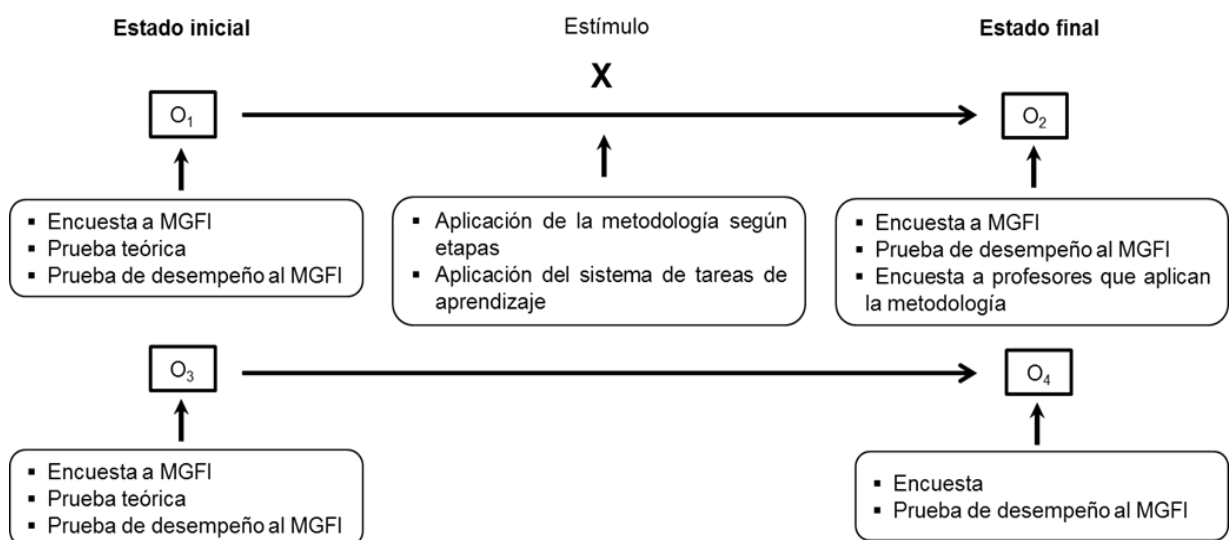 Estado inicial
Estímulo
Estado final
X
O₁
O₂
▪ Encuesta a MGFI
▪ Prueba teórica
▪ Prueba de desempeño al MGFI
▪ Aplicación de la metodología según
etapas
▪ Aplicación del sistema de tareas de
aprendizaje
▪ Encuesta a MGFI
▪ Prueba de desempeño al MGFI
▪ Encuesta a profesores que aplican
la metodología
O₃
O₄
▪ Encuesta a MGFI
▪ Prueba teórica
▪ Prueba de desempeño al MGFI
▪ Encuesta
▪ Prueba de desempeño al MGFI